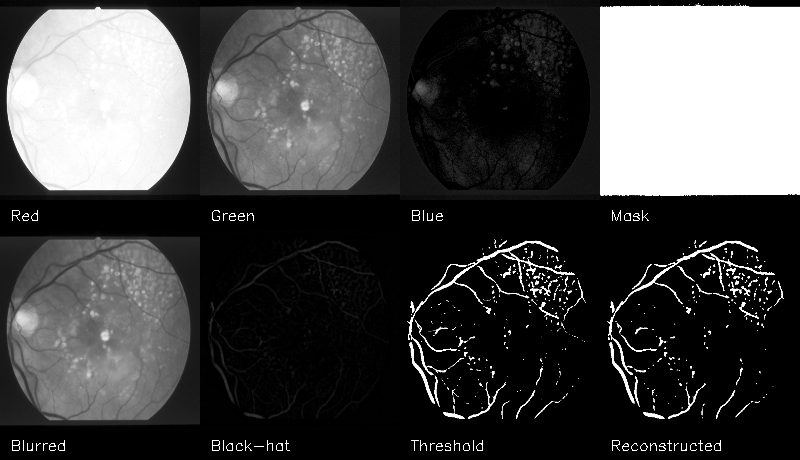 Red
Green
Blue
Mask
Blurred
Black-hat
Threshold
Reconstructed